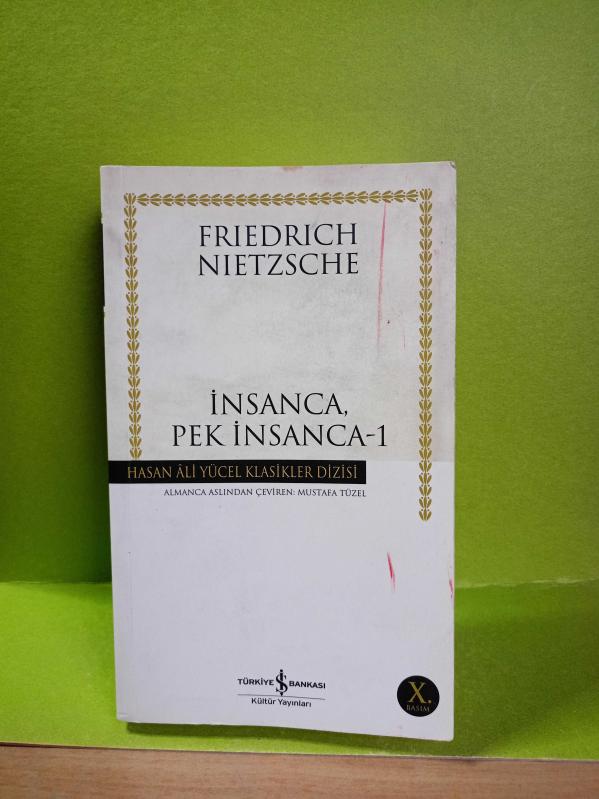 FRIEDRICH
NIETZSCHE
İNSANCA,
PEK İNSANCA-1
HASAN ÂLİ YÜCEL KLASİKLER DİZİSİ
ALMANCA ASLINDAN ÇEVİREN: MUSTAFA TÜZEL
TÜRKİYE İŞ BANKASI
Kültür Yayınları
X.
BASIM